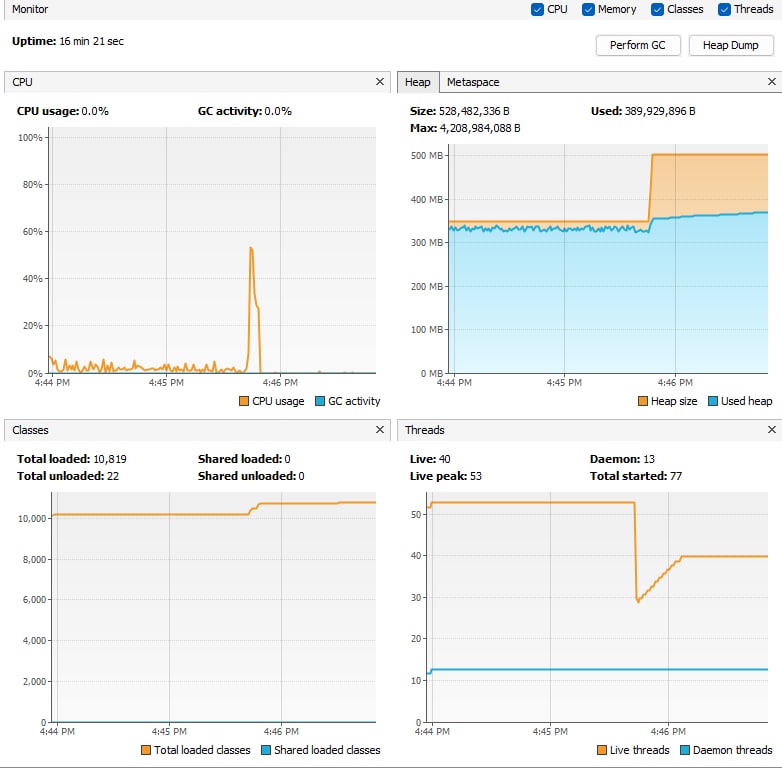 Monitor
CPU Memory Classes Threads
Uptime: 16 min 21 sec
Perform GC Heap Dump
CPU
CPU usage: 0.0% GC activity: 0.0%
100%
80%
60%
40%
20%
0%
4:44 PM 4:45 PM 4:46 PM
CPU usage GC activity
Heap Metaspace
Size: 528,482,336 B Used: 389,929,896 B
Max: 4,208,984,088 B
500 MB
400 MB
300 MB
200 MB
100 MB
0 MB
4:44 PM 4:45 PM 4:46 PM
Heap size Used heap
Classes
Total loaded: 10,819 Shared loaded: 0
Total unloaded: 22 Shared unloaded: 0
10,000
8,000
6,000
4,000
2,000
0
4:44 PM 4:45 PM 4:46 PM
Total loaded classes Shared loaded classes
Threads
Live: 40 Daemon: 13
Live peak: 53 Total started: 77
50
40
30
20
10
0
4:44 PM 4:45 PM 4:46 PM
Live threads Daemon threads